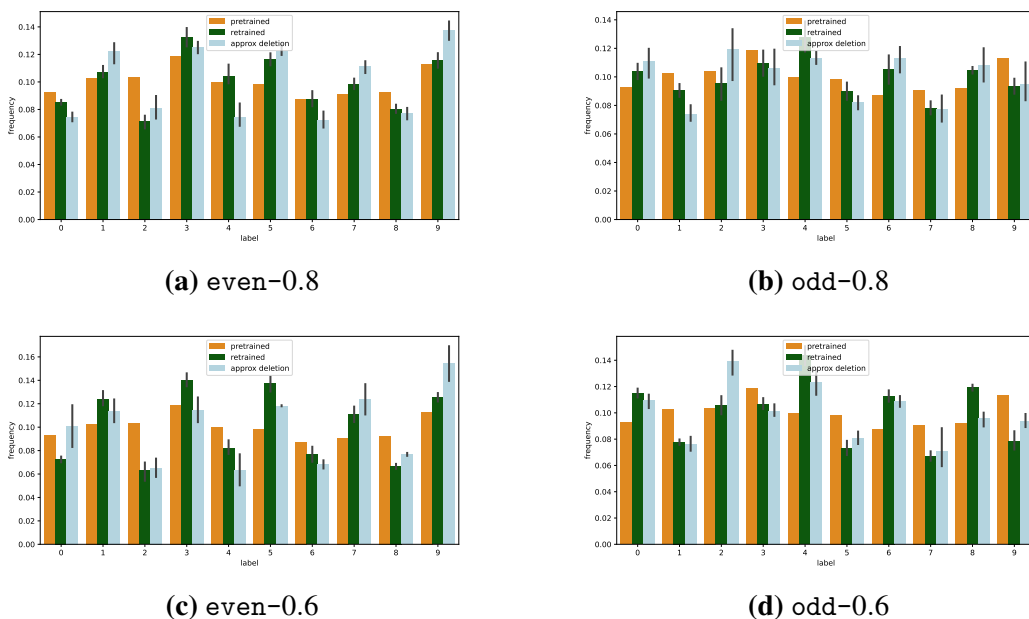 pretrained
retrained
approx deletion
0.14
0.12
0.10
0.08
0.06
0.04
0.02
0.00
frequency
0 1 2 3 4 5 6 7 8 9
label
(a) even-0.8
pretrained
retrained
approx deletion
0.14
0.12
0.10
0.08
0.06
0.04
0.02
0.00
frequency
0 1 2 3 4 5 6 7 8 9
label
(b) odd-0.8
pretrained
retrained
approx deletion
0.16
0.14
0.12
0.10
0.08
0.06
0.04
0.02
0.00
frequency
0 1 2 3 4 5 6 7 8 9
label
(c) even-0.6
pretrained
retrained
approx deletion
0.14
0.12
0.10
0.08
0.06
0.04
0.02
0.00
frequency
0 1 2 3 4 5 6 7 8 9
label
(d) odd-0.6